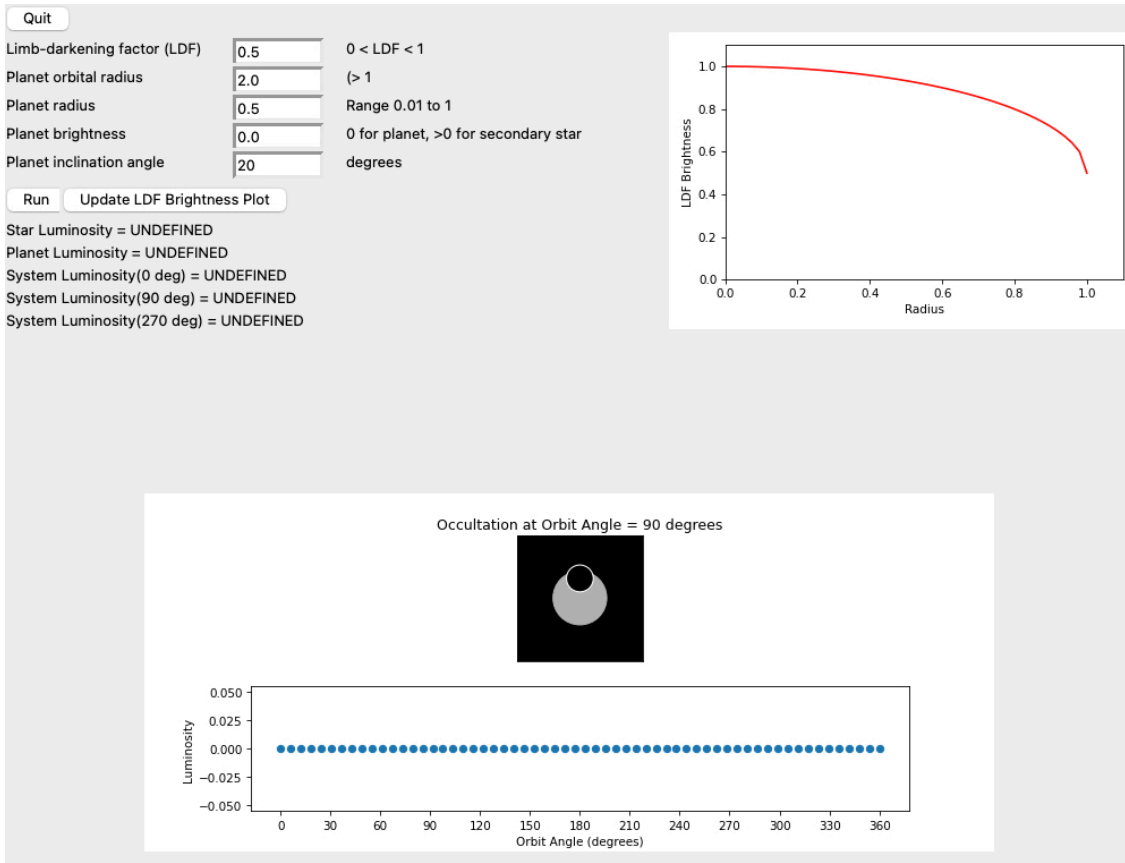 Quit
Limb-darkening factor (LDF) 0.5 0 < LDF < 1
Planet orbital radius 2.0 (> 1
Planet radius 0.5 Range 0.01 to 1
Planet brightness 0.0 0 for planet, >0 for secondary star
Planet inclination angle 20 degrees
Run Update LDF Brightness Plot
Star Luminosity = UNDEFINED
Planet Luminosity = UNDEFINED
System Luminosity(0 deg) = UNDEFINED
System Luminosity(90 deg) = UNDEFINED
System Luminosity(270 deg) = UNDEFINED
LDF Brightness
1.0
0.8
0.6
0.4
0.2
0.0
0.0 0.2 0.4 0.6 0.8 1.0
Radius
Occultation at Orbit Angle = 90 degrees
Luminosity
0.050
0.025
0.000
−0.025
−0.050
0 30 60 90 120 150 180 210 240 270 300 330 360
Orbit Angle (degrees)